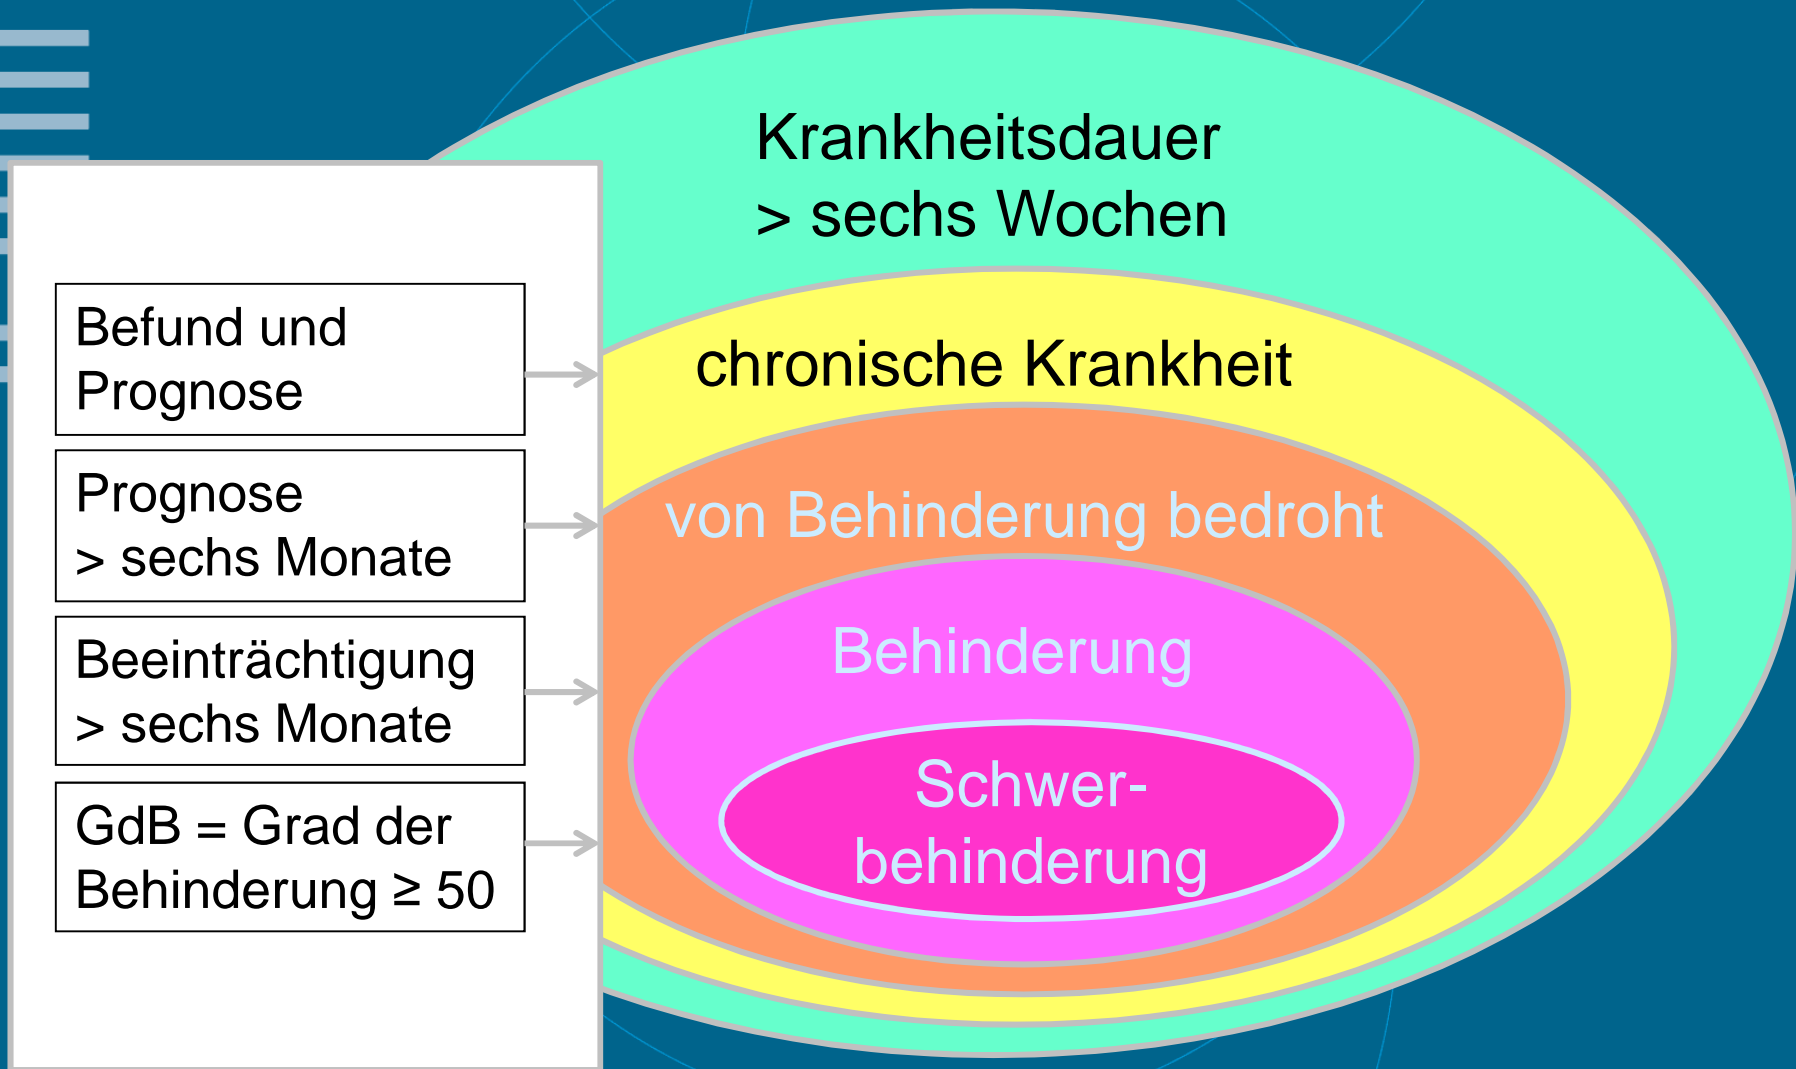 Krankheitsdauer
> sechs Wochen
Befund und
Prognose
chronische Krankheit
Prognose
> sechs Monate
von Behinderung bedroht
Beeinträchtigung
> sechs Monate
Behinderung
GdB = Grad der
Behinderung ≥ 50
Schwer-
behinderung